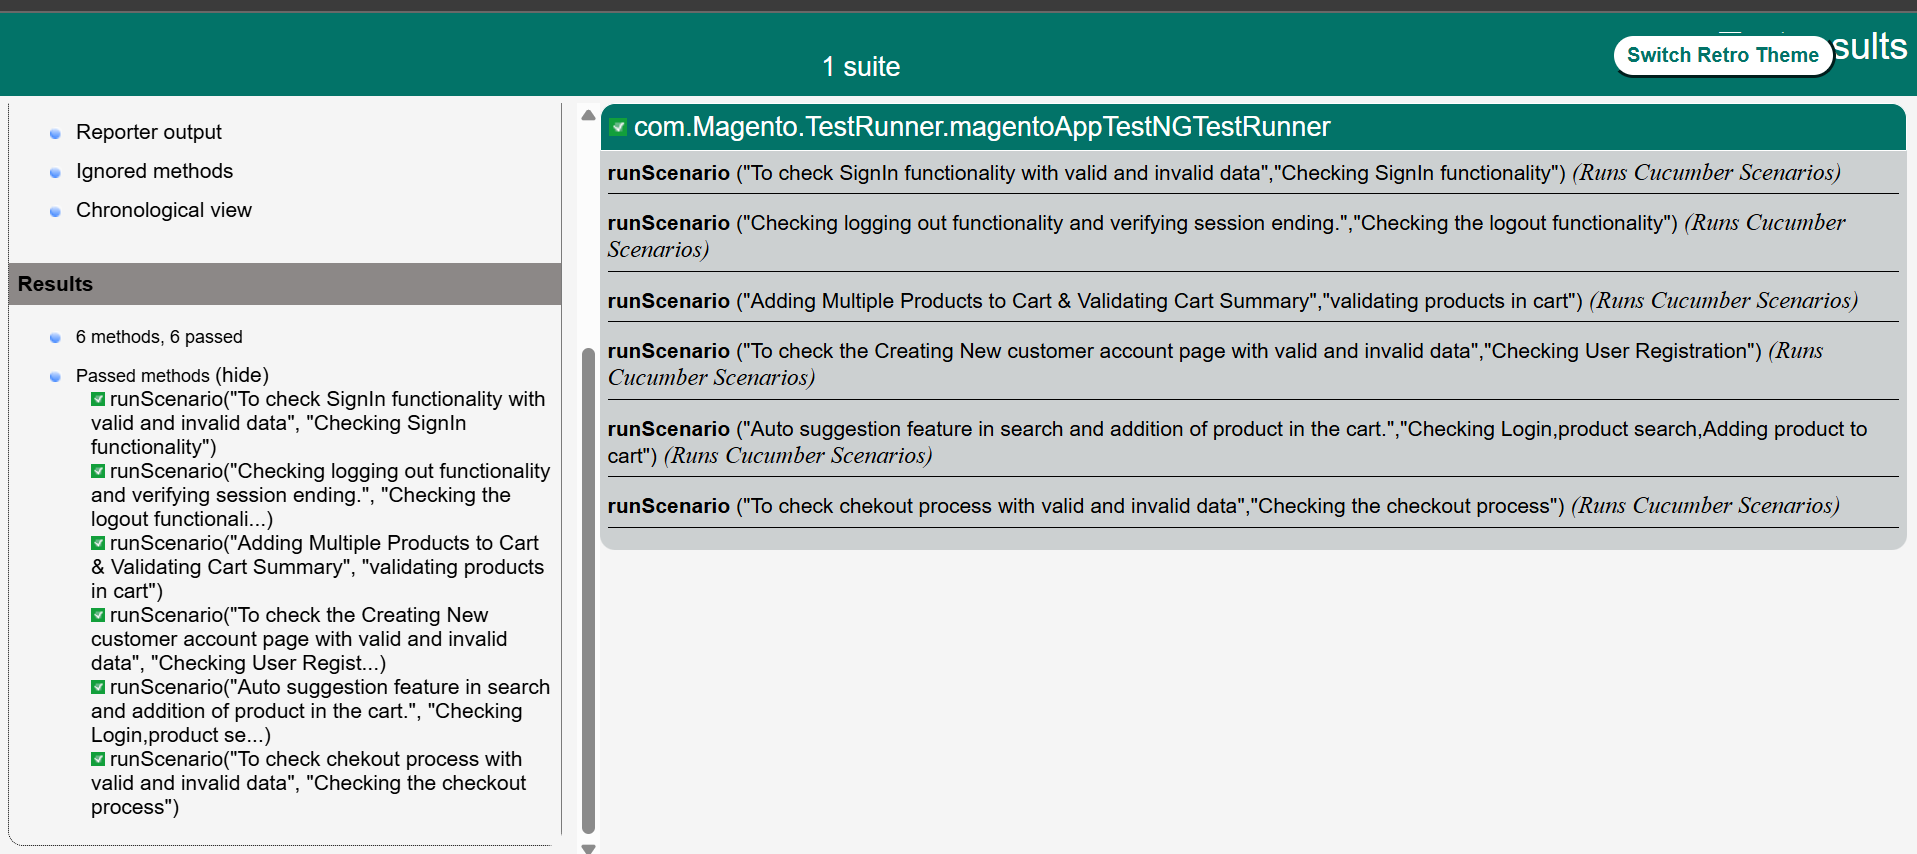 1 suite
Switch Retro Theme
sults
Reporter output
Ignored methods
Chronological view
Results
6 methods, 6 passed
Passed methods (hide)
runScenario("To check SignIn functionality with
valid and invalid data", "Checking SignIn
functionality")
runScenario("Checking logging out functionality
and verifying session ending.", "Checking the
logout functionali...)
runScenario("Adding Multiple Products to Cart
& Validating Cart Summary", "validating products
in cart")
runScenario("To check the Creating New
customer account page with valid and invalid
data", "Checking User Regist...)
runScenario("Auto suggestion feature in search
and addition of product in the cart.", "Checking
Login,product se...)
runScenario("To check chekout process with
valid and invalid data", "Checking the checkout
process")
com.Magento.TestRunner.magentoAppTestNGTestRunner
runScenario ("To check SignIn functionality with valid and invalid data","Checking SignIn functionality") (Runs Cucumber Scenarios)
runScenario ("Checking logging out functionality and verifying session ending.","Checking the logout functionality") (Runs Cucumber
Scenarios)
runScenario ("Adding Multiple Products to Cart & Validating Cart Summary","validating products in cart") (Runs Cucumber Scenarios)
runScenario ("To check the Creating New customer account page with valid and invalid data","Checking User Registration") (Runs
Cucumber Scenarios)
runScenario ("Auto suggestion feature in search and addition of product in the cart.","Checking Login,product search,Adding product to
cart") (Runs Cucumber Scenarios)
runScenario ("To check chekout process with valid and invalid data","Checking the checkout process") (Runs Cucumber Scenarios)